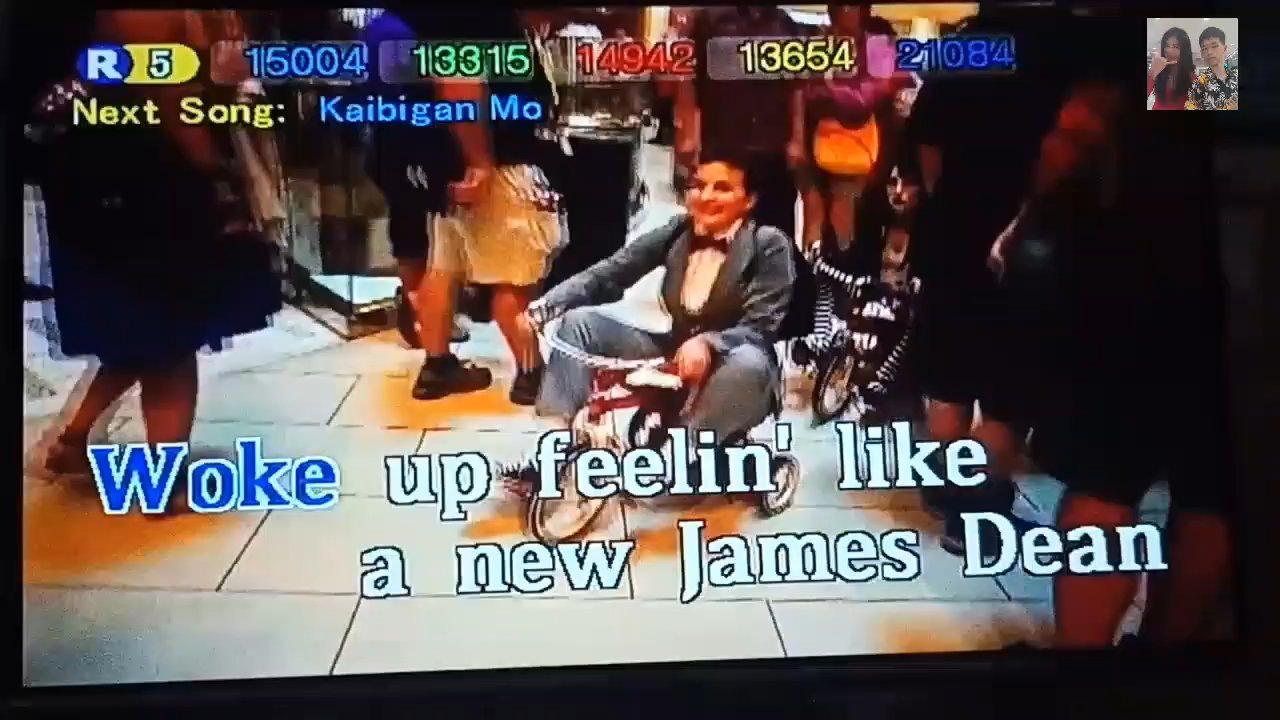 R 5 15004 13315 14942 13654 21084
Next Song: Kaibigan Mo
Woke up feelin' like
a new James Dean